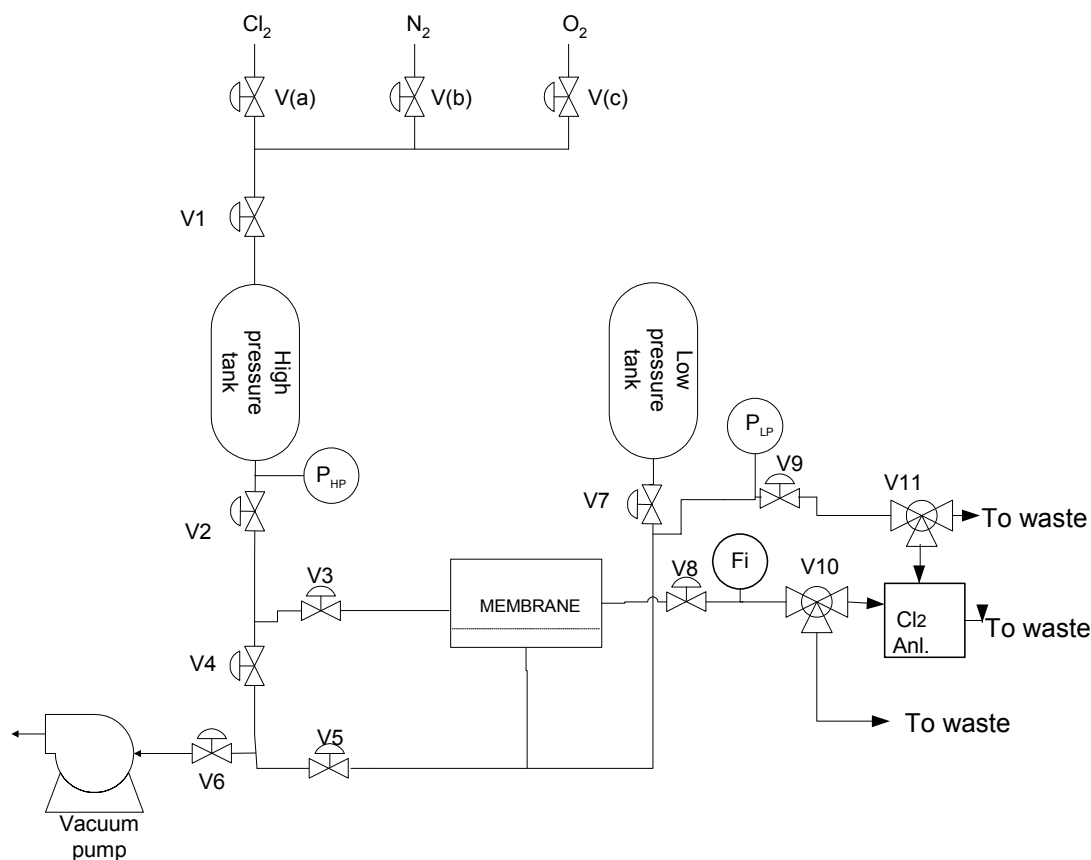 Cl2
N2
O2
V(a)
V(b)
V(c)
V1
High
pressure
tank
Low
pressure
tank
PHP
PLP
V2
V7
V9
V11
To waste
V3
MEMBRANE
V8
Fi
V10
Cl2
Anl.
To waste
V4
To waste
V5
V6
Vacuum
pump